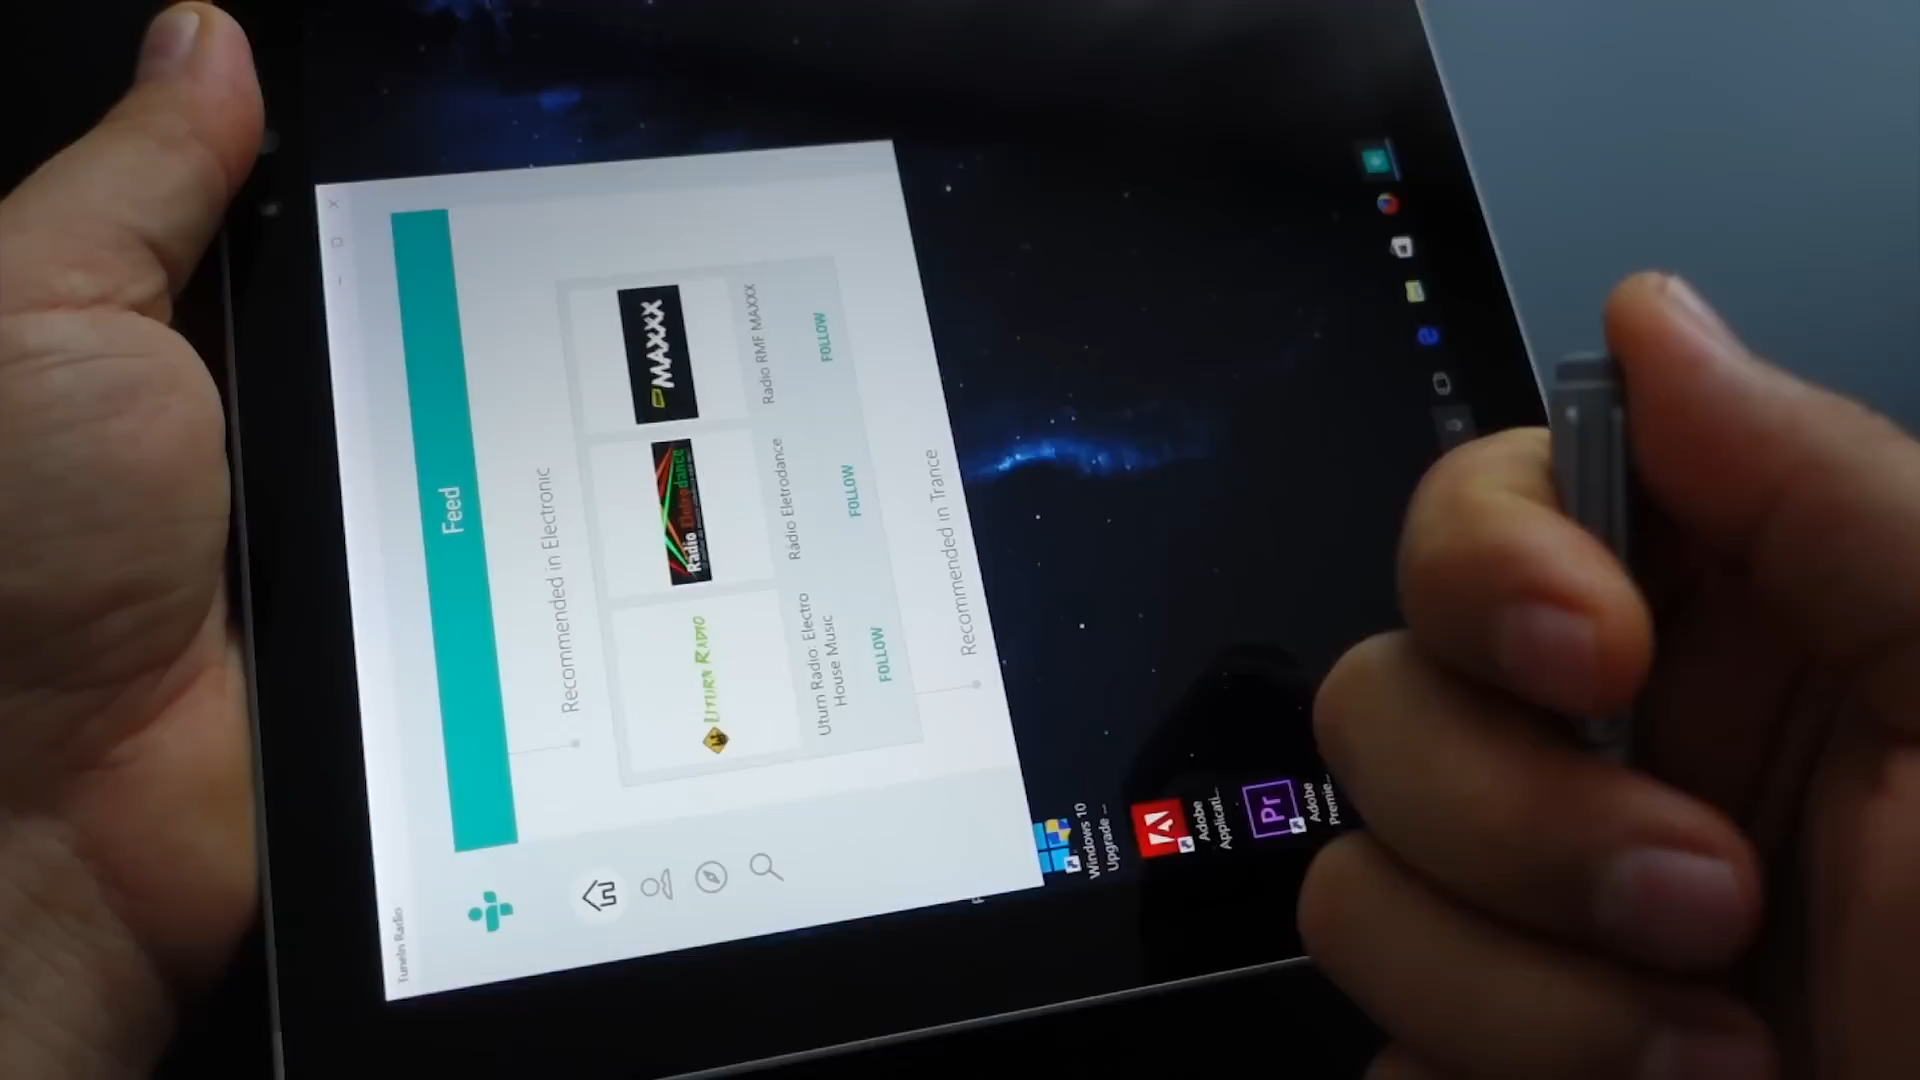 TuneIn Radio
Feed
Recommended in Electronic
UTURN RADIO
Radio Eletrodance
MAXXX
Uturn Radio: Electro
House Music
Rádio Eletrodance
Radio RMF MAXXX
FOLLOW
FOLLOW
FOLLOW
Recommended in Trance
Windows 10
Upgrade ...
Adobe
Applicati...
Pr
Adobe
Premie...